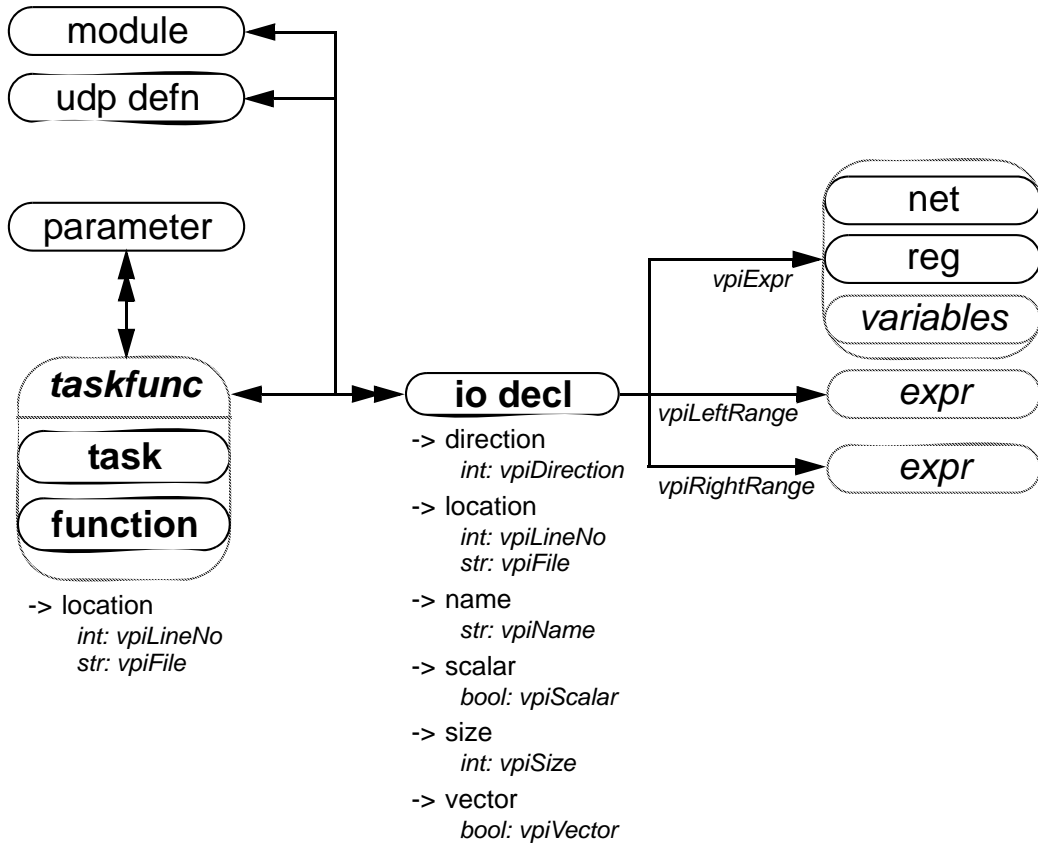 module
udp defn
parameter
taskfunc
task
function
-> location
int: vpiLineNo
str: vpiFile
io decl
-> direction
int: vpiDirection
-> location
int: vpiLineNo
str: vpiFile
-> name
str: vpiName
-> scalar
bool: vpiScalar
-> size
int: vpiSize
-> vector
bool: vpiVector
vpiExpr
net
reg
variables
vpiLeftRange
expr
vpiRightRange
expr